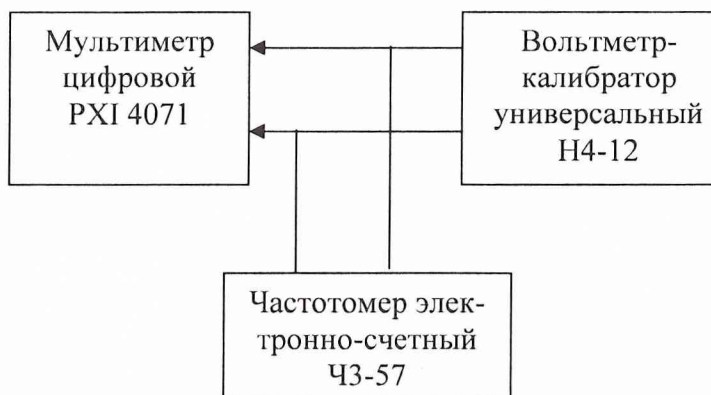 Мультиметр
цифровой
PXI 4071
Вольтметр-
калибратор
универсальный
Н4-12
Частотомер элек-
тронно-счетный
Ч3-57